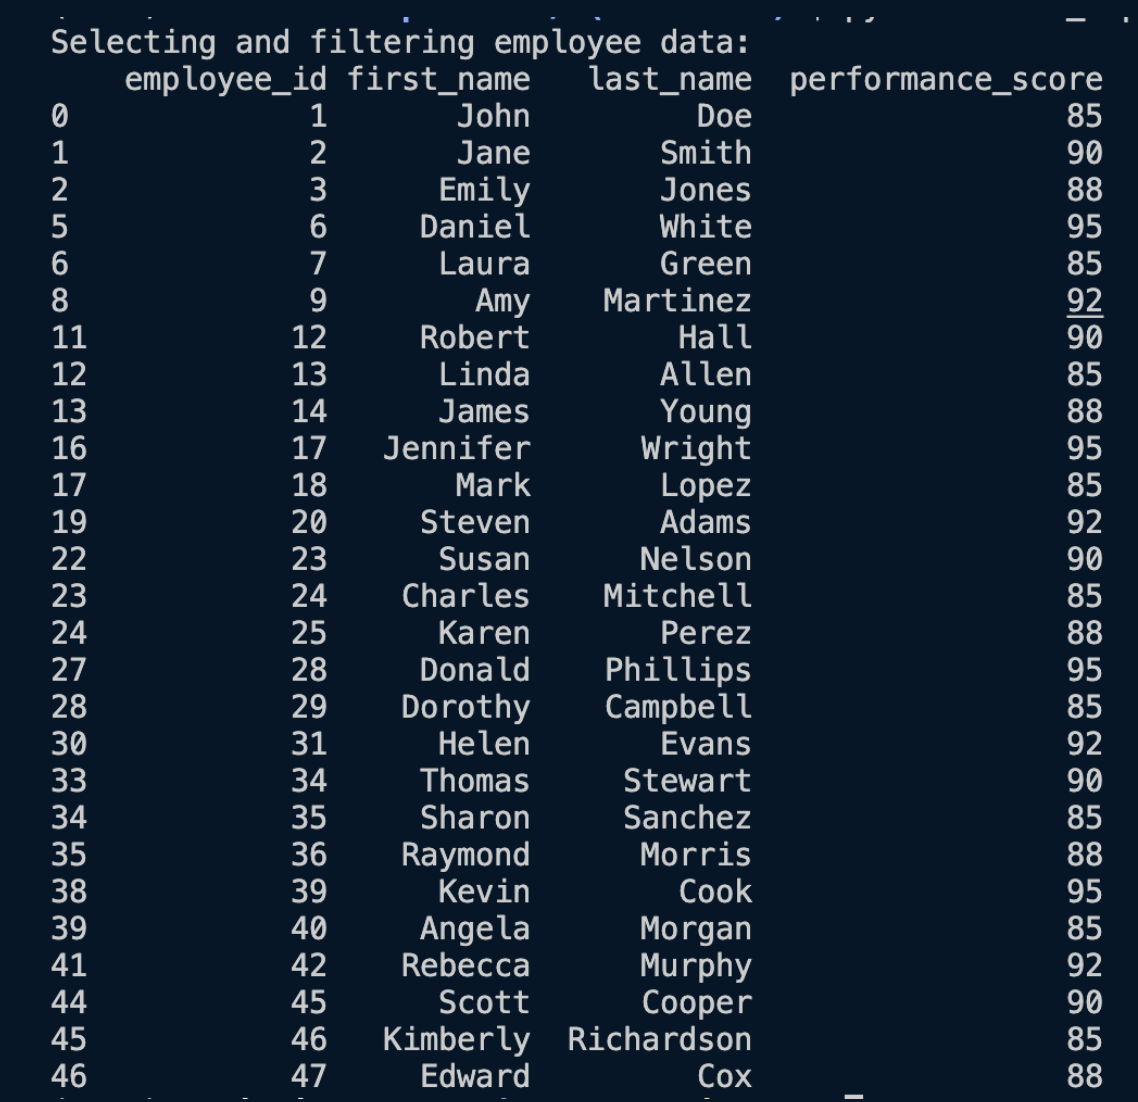 Selecting and filtering employee data:
employee_id first_name last_name performance_score
0 1 John Doe 85
1 2 Jane Smith 90
2 3 Emily Jones 88
5 6 Daniel White 95
6 7 Laura Green 85
8 9 Amy Martinez 92
11 12 Robert Hall 90
12 13 Linda Allen 85
13 14 James Young 88
16 17 Jennifer Wright 95
17 18 Mark Lopez 85
19 20 Steven Adams 92
22 23 Susan Nelson 90
23 24 Charles Mitchell 85
24 25 Karen Perez 88
27 28 Donald Phillips 95
28 29 Dorothy Campbell 85
30 31 Helen Evans 92
33 34 Thomas Stewart 90
34 35 Sharon Sanchez 85
35 36 Raymond Morris 88
38 39 Kevin Cook 95
39 40 Angela Morgan 85
41 42 Rebecca Murphy 92
44 45 Scott Cooper 90
45 46 Kimberly Richardson 85
46 47 Edward Cox 88